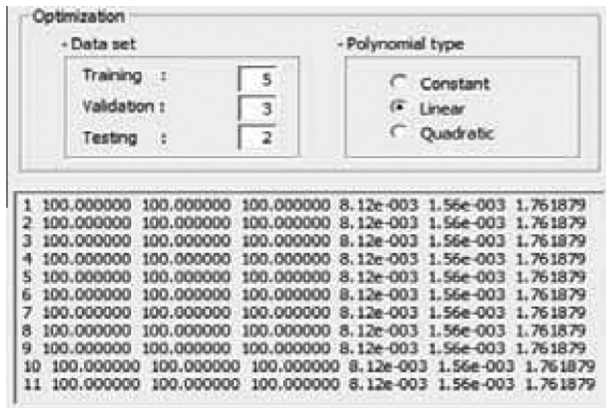 Optimization
- Data set
Training : 5
Validation : 3
Testing : 2
- Polynomial type
Constant
Linear
Quadratic
1 100.000000 100.000000 100.000000 8.12e-003 1.56e-003 1.761879
2 100.000000 100.000000 100.000000 8.12e-003 1.56e-003 1.761879
3 100.000000 100.000000 100.000000 8.12e-003 1.56e-003 1.761879
4 100.000000 100.000000 100.000000 8.12e-003 1.56e-003 1.761879
5 100.000000 100.000000 100.000000 8.12e-003 1.56e-003 1.761879
6 100.000000 100.000000 100.000000 8.12e-003 1.56e-003 1.761879
7 100.000000 100.000000 100.000000 8.12e-003 1.56e-003 1.761879
8 100.000000 100.000000 100.000000 8.12e-003 1.56e-003 1.761879
9 100.000000 100.000000 100.000000 8.12e-003 1.56e-003 1.761879
10 100.000000 100.000000 100.000000 8.12e-003 1.56e-003 1.761879
11 100.000000 100.000000 100.000000 8.12e-003 1.56e-003 1.761879